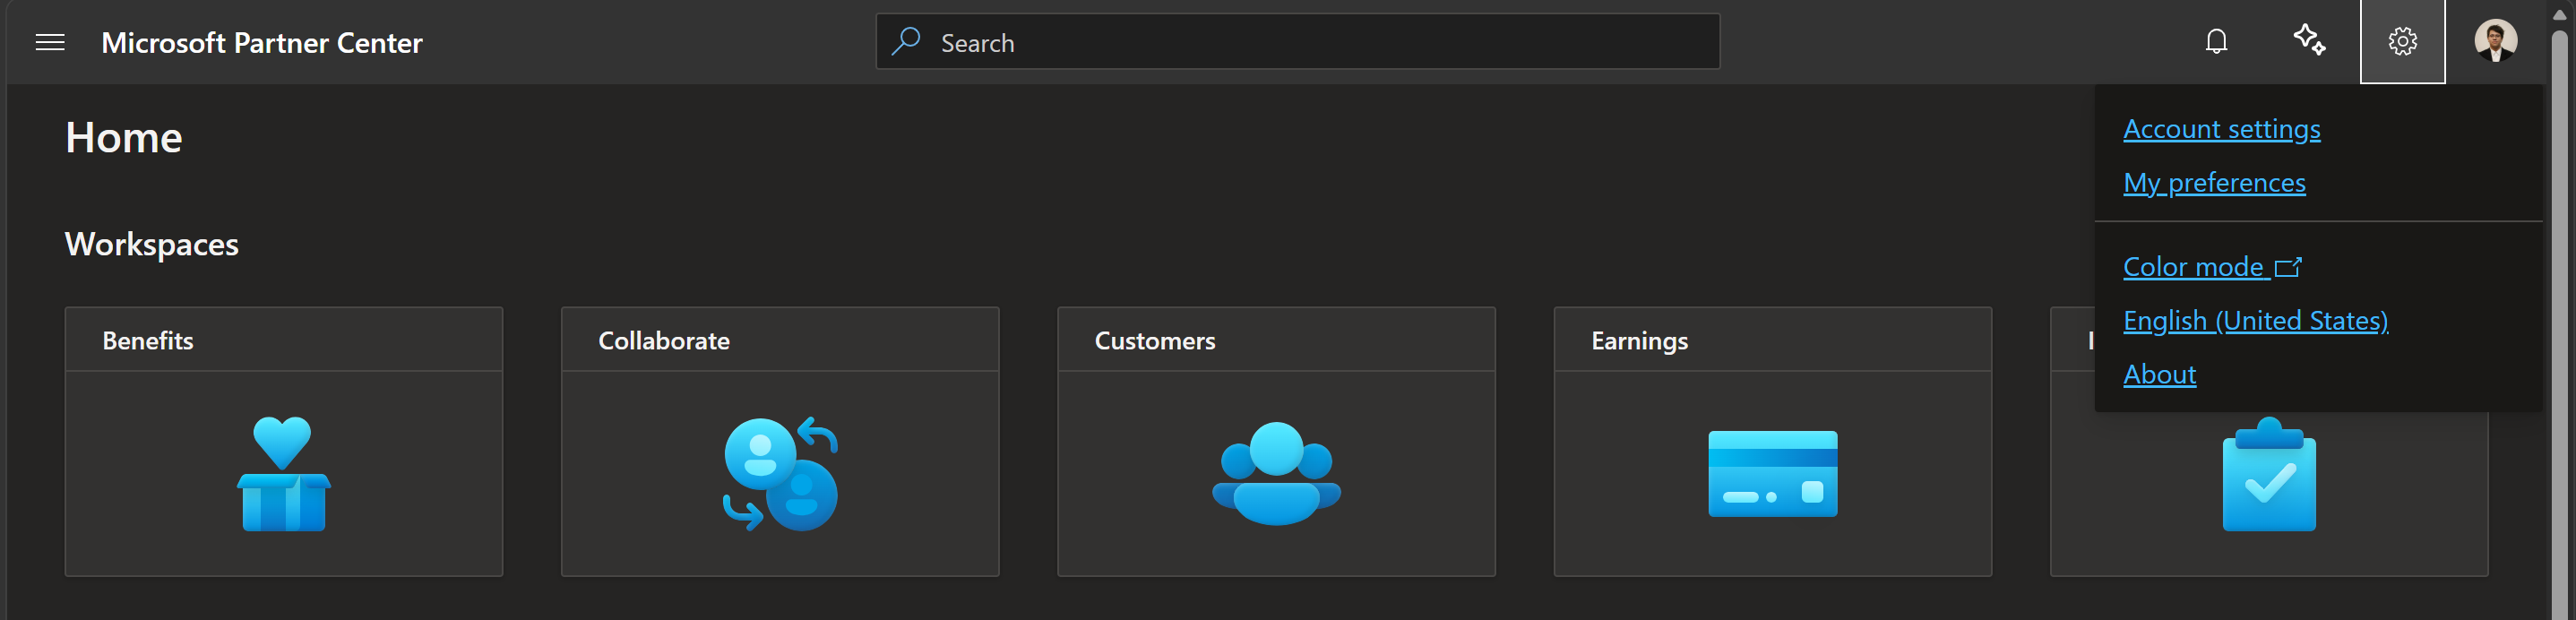 Microsoft Partner Center
Search
Home
Account settings
My preferences
Color mode
English (United States)
About
Workspaces
Benefits
Collaborate
Customers
Earnings